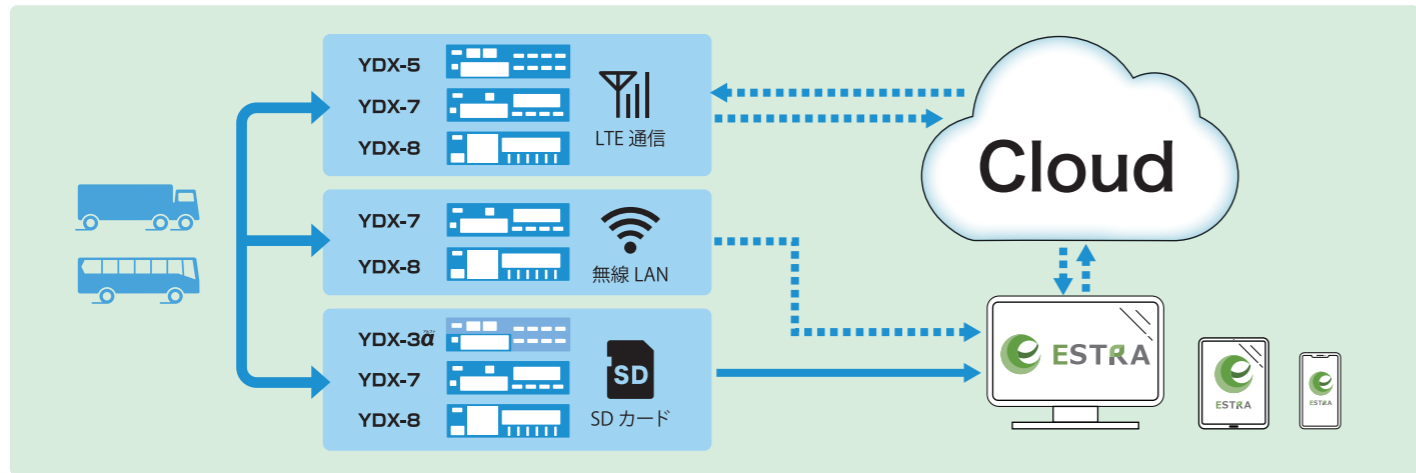 YDX-5
YDX-7
YDX-8
LTE 通信
YDX-7
YDX-8
無線 LAN
YDX-3α
YDX-7
YDX-8
SD
SD カード
Cloud
ESTRA
ESTRA
ESTRA